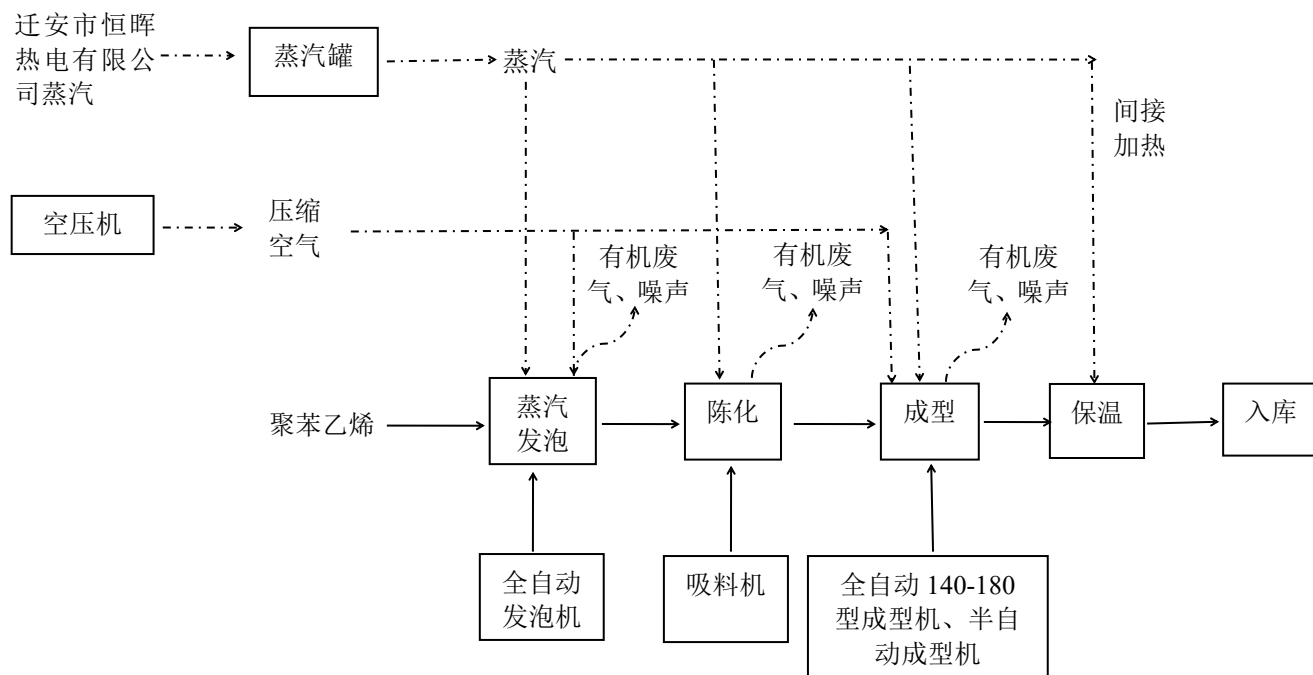 迁安市恒晖
热电有限公
司蒸汽
蒸汽罐
蒸汽
间接
加热
空压机
压缩
空气
有机废
气、噪声
有机废
气、噪声
有机废
气、噪声
聚苯乙烯
蒸汽
发泡
陈化
成型
保温
入库
全自动
发泡机
吸料机
全自动 140-180
型成型机、半自
动成型机